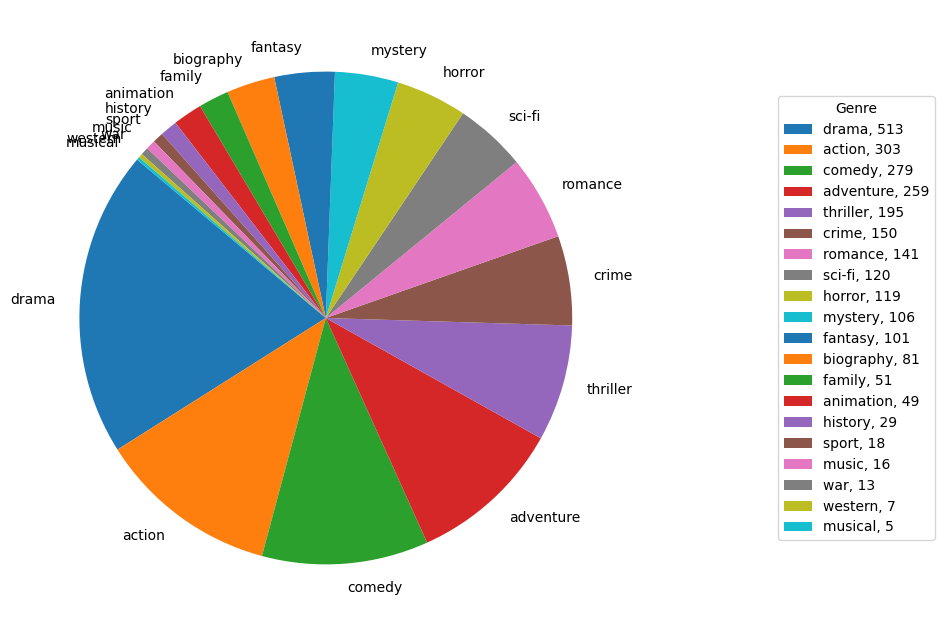 fantasy
mystery
biography
horror
family
animation
history
sport
music
war
western
musical
sci-fi
romance
crime
drama
thriller
adventure
action
comedy
Genre
drama, 513
action, 303
comedy, 279
adventure, 259
thriller, 195
crime, 150
romance, 141
sci-fi, 120
horror, 119
mystery, 106
fantasy, 101
biography, 81
family, 51
animation, 49
history, 29
sport, 18
music, 16
war, 13
western, 7
musical, 5